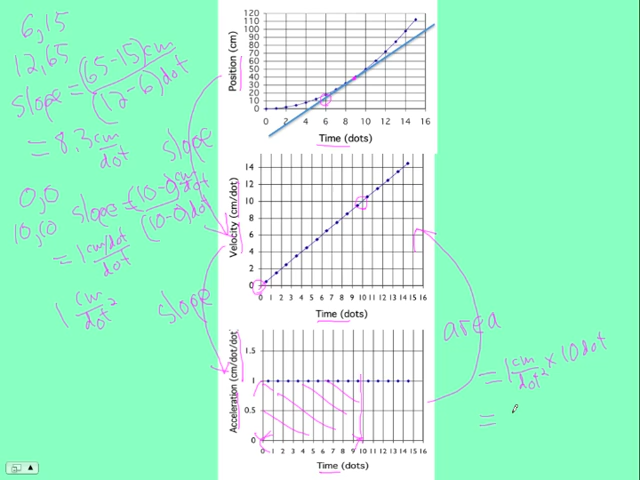 6,15
12,65
slope = (65-15)cm / (12-6)dot
= 8.3 cm/dot
slope
0,0
10,10
slope = (10-0)cm/dot / (10-0)dot
= 1 cm/dot/dot
1 cm/dot²
slope
120
110
100
90
80
70
60
50
40
30
20
10
0
Position (cm)
0 2 4 6 8 10 12 14 16
Time (dots)
14
12
10
8
6
4
2
0
Velocity (cm/dot)
0 1 2 3 4 5 6 7 8 9 10 11 12 13 14 15 16
Time (dots)
1.5
1
0.5
0
Acceleration (cm/dot/dot)
0 1 2 3 4 5 6 7 8 9 10 11 12 13 14 15 16
Time (dots)
area
= 1 cm/dot² × 10 dot
=